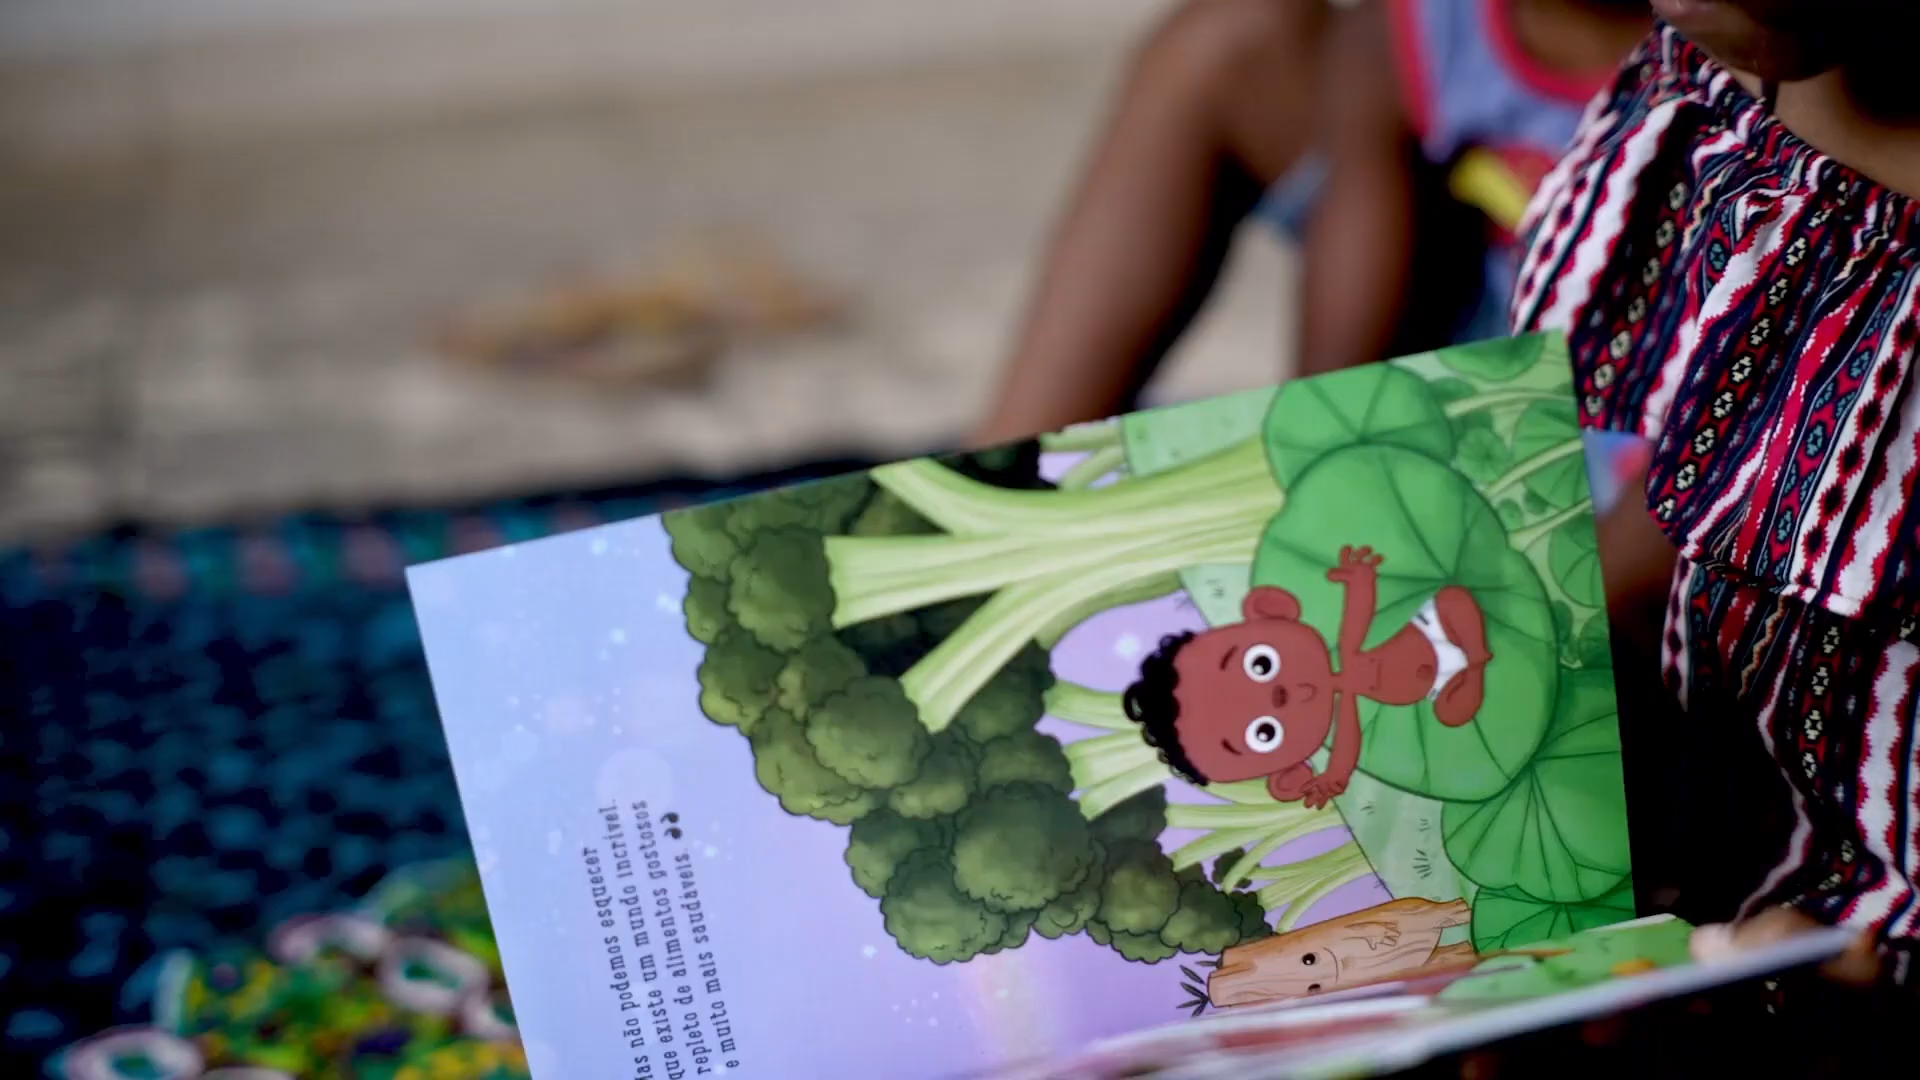 Mas não podemos esquecer
que existe um mundo incrível,
repleto de alimentos gostosos
e muito mais saudáveis.